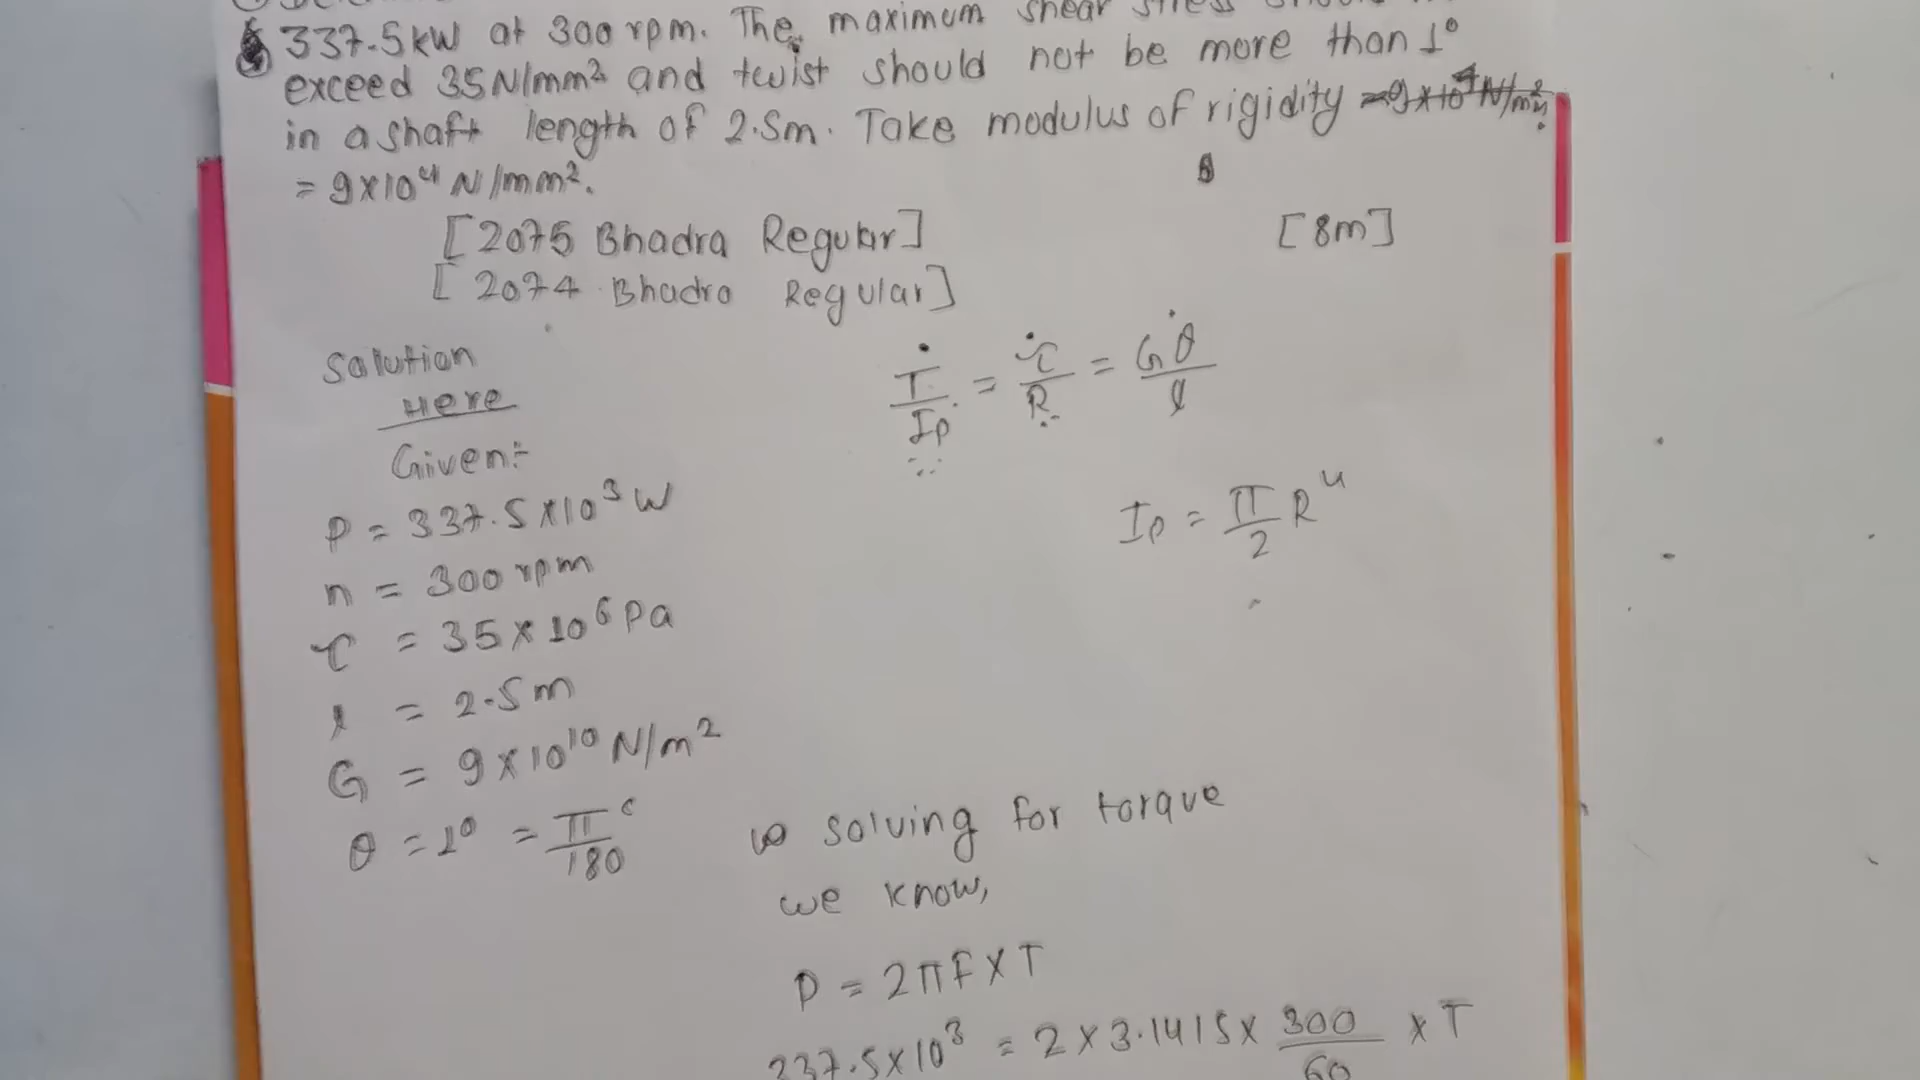 337.5kW at 300 rpm. The maximum shear stress should
exceed 35N/mm² and twist should not be more than 1°
in a shaft length of 2.5m. Take modulus of rigidity
= 9×10⁴ N/mm².
[2075 Bhadra Regular] [8m]
[2074 Bhadra Regular]
Solution
Here
Given:-
T/Ip = τ/R = Gθ/l
P = 337.5×10³ W
Ip = π/2 R⁴
n = 300 rpm
τ = 35×10⁶ Pa
l = 2.5m
G = 9×10¹⁰ N/m²
θ = 1° = πᶜ/180
solving for torque
we know,
P = 2πF×T
337.5×10³ = 2×3.1415×300/60 ×T